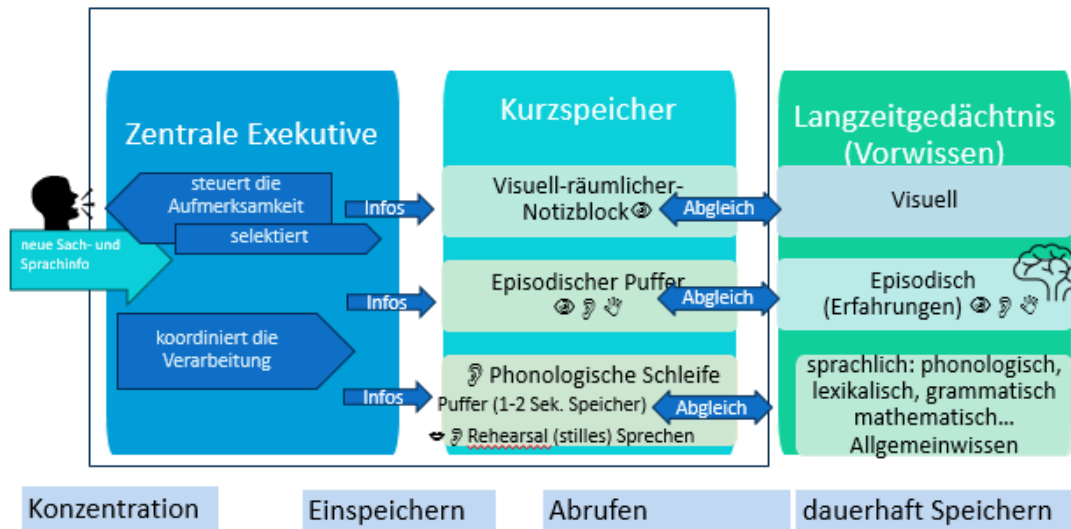 Zentrale Exekutive
steuert die
Aufmerksamkeit
selektiert
neue Sach- und
Sprachinfo
koordiniert die
Verarbeitung
Infos
Infos
Infos
Kurzspeicher
Visuell-räumlicher-
Notizblock
Episodischer Puffer
Phonologische Schleife
Puffer (1-2 Sek. Speicher)
Rehearsal (stilles) Sprechen
Abgleich
Abgleich
Abgleich
Langzeitgedächtnis
(Vorwissen)
Visuell
Episodisch
(Erfahrungen)
sprachlich: phonologisch,
lexikalisch, grammatisch
mathematisch...
Allgemeinwissen
Konzentration
Einspeichern
Abrufen
dauerhaft Speichern